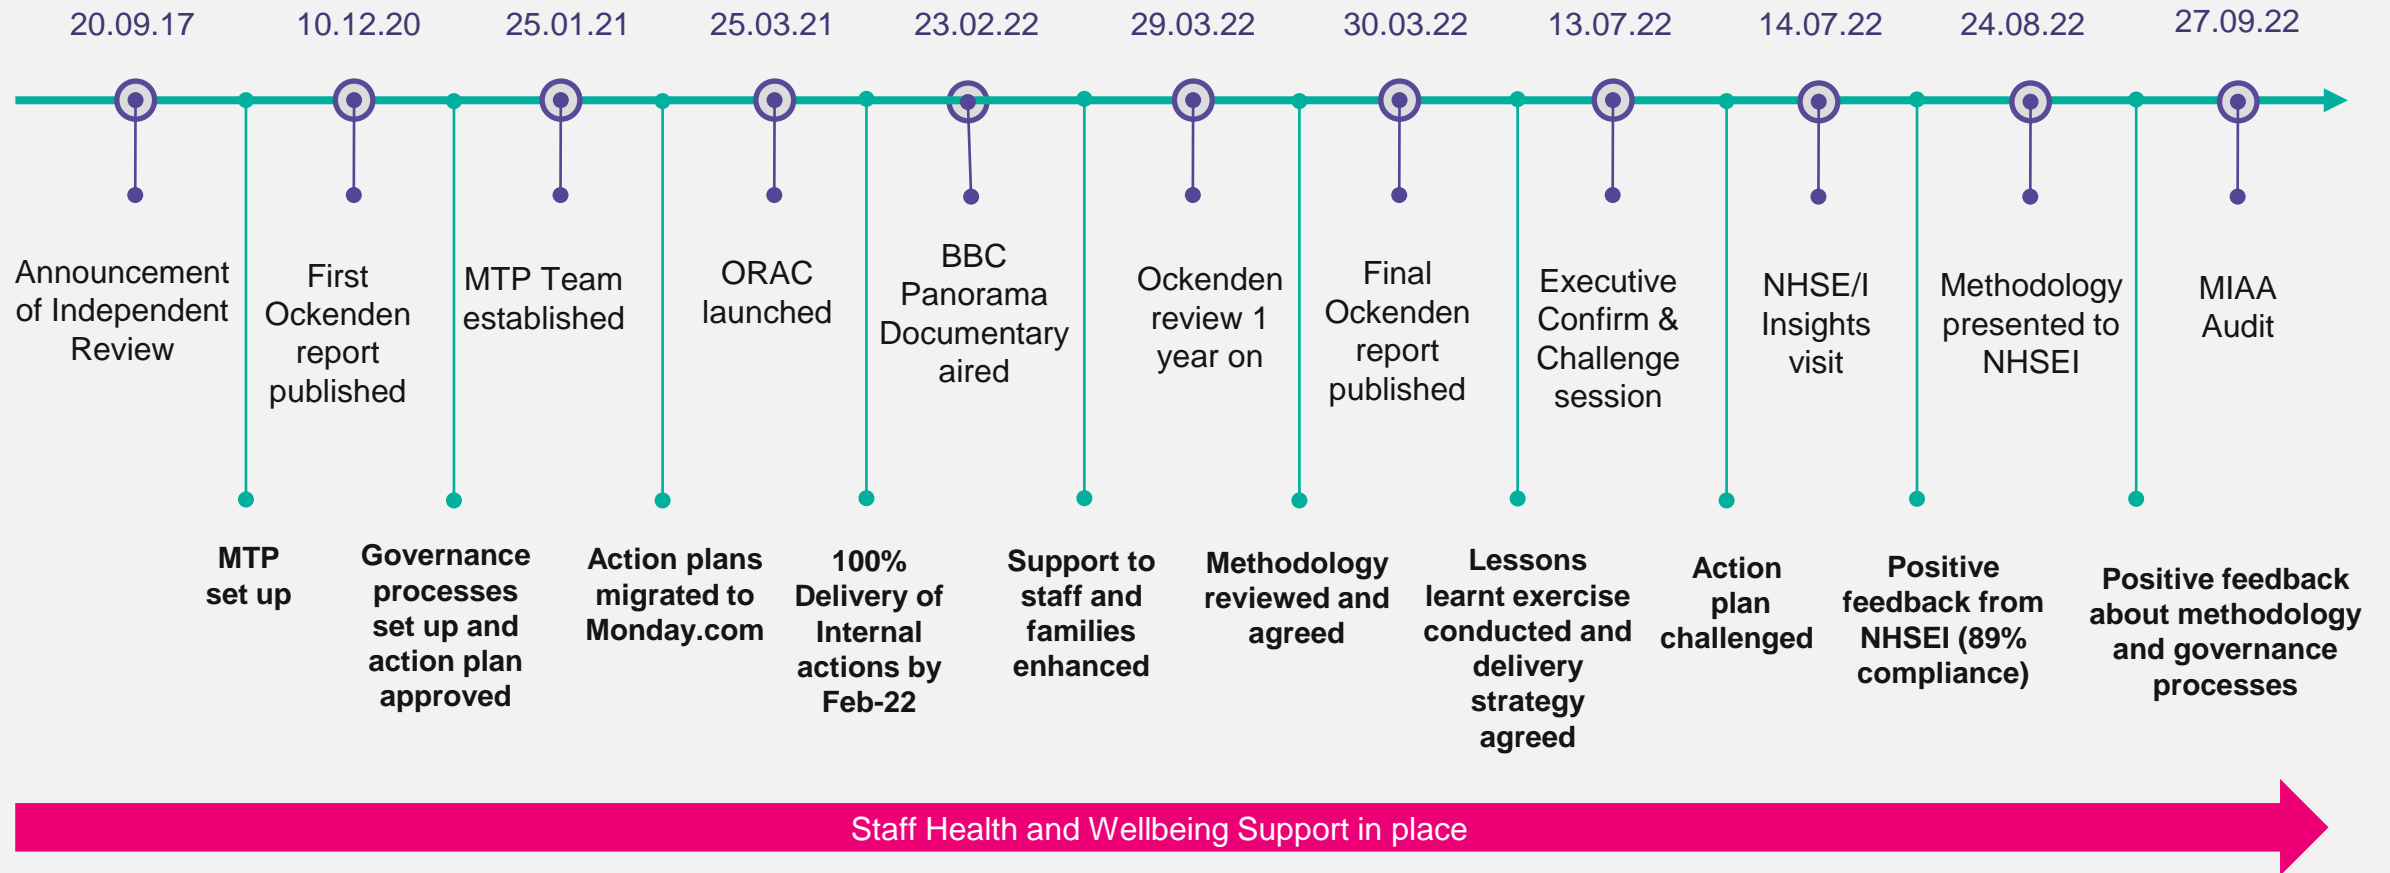 20.09.17
10.12.20
25.01.21
25.03.21
23.02.22
29.03.22
30.03.22
13.07.22
14.07.22
24.08.22
27.09.22
Announcement
of Independent
Review
First
Ockenden
report
published
MTP Team
established
ORAC
launched
BBC
Panorama
Documentary
aired
Ockenden
review 1
year on
Final
Ockenden
report
published
Executive
Confirm &
Challenge
session
NHSE/I
Insights
visit
Methodology
presented to
NHSEI
MIAA
Audit
MTP
set up
Governance
processes
set up and
action plan
approved
Action plans
migrated to
Monday.com
100%
Delivery of
Internal
actions by
Feb-22
Support to
staff and
families
enhanced
Methodology
reviewed and
agreed
Lessons
learnt exercise
conducted and
delivery
strategy
agreed
Action
plan
challenged
Positive
feedback from
NHSEI (89%
compliance)
Positive feedback
about methodology
and governance
processes
Staff Health and Wellbeing Support in place